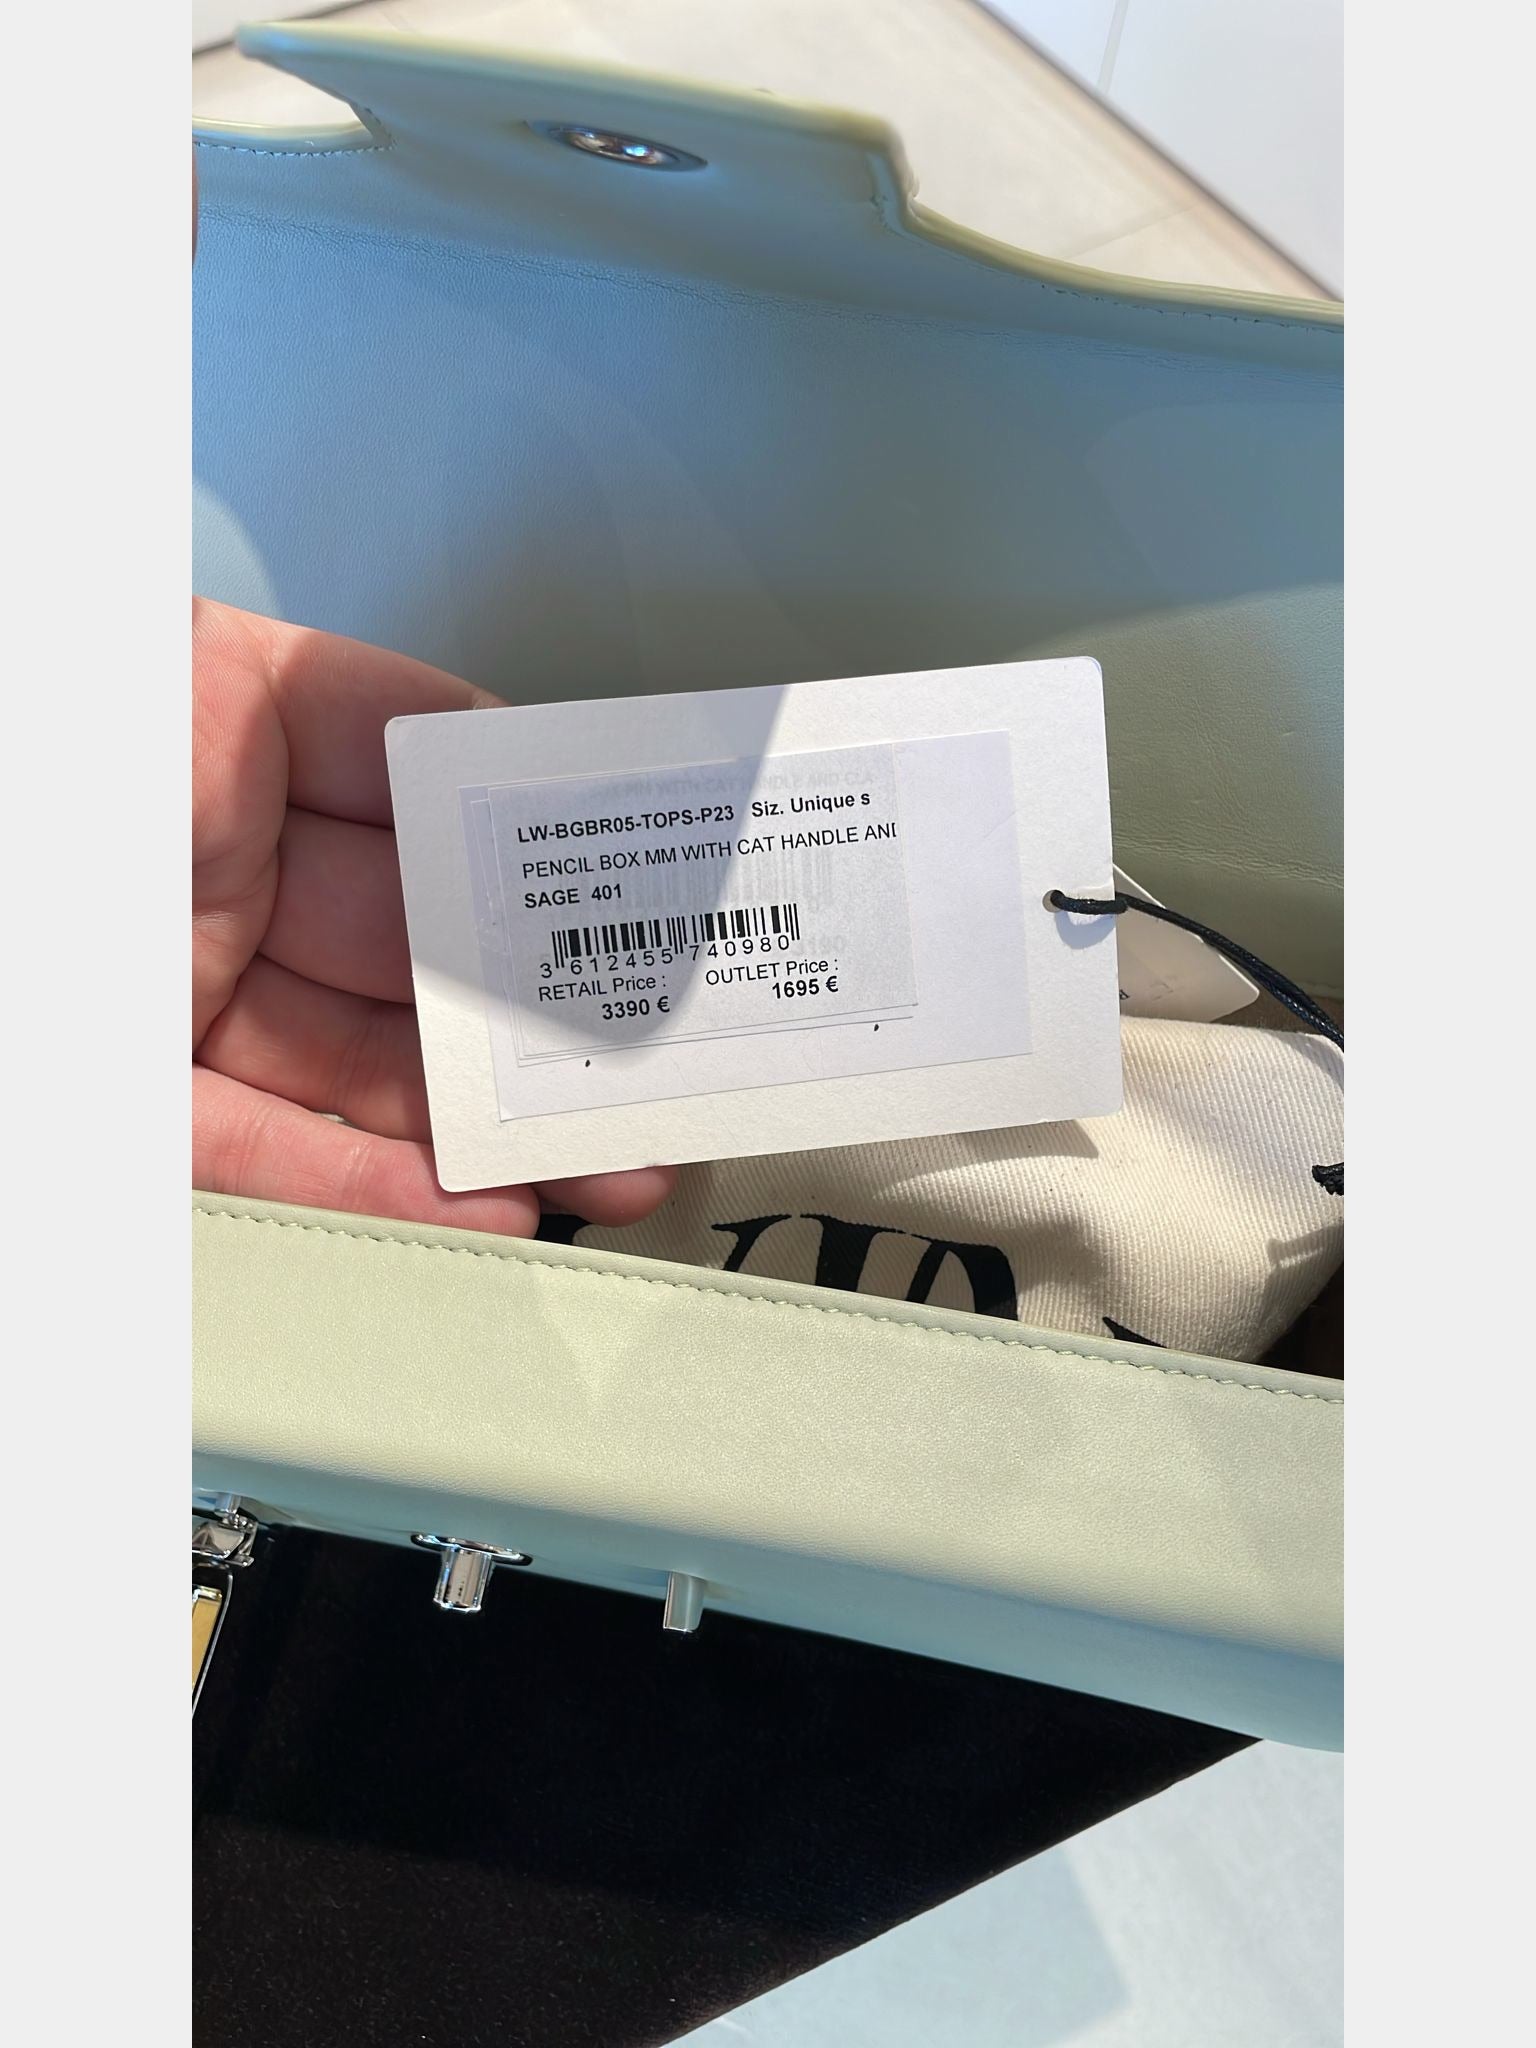 LW-BGBR05-TOPS-P23 Siz. Unique s
PENCIL BOX MM WITH CAT HANDLE AND
SAGE 401
3 612455 740980
RETAIL Price : OUTLET Price :
3390 € 1695 €